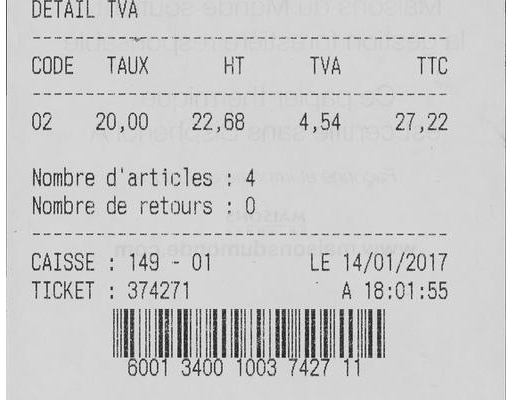 DETAIL TVA
CODE TAUX HT TVA TTC
02 20,00 22,68 4,54 27,22
Nombre d'articles : 4
Nombre de retours : 0
CAISSE : 149 - 01 LE 14/01/2017
TICKET : 374271 A 18:01:55
6001 3400 1003 7427 11